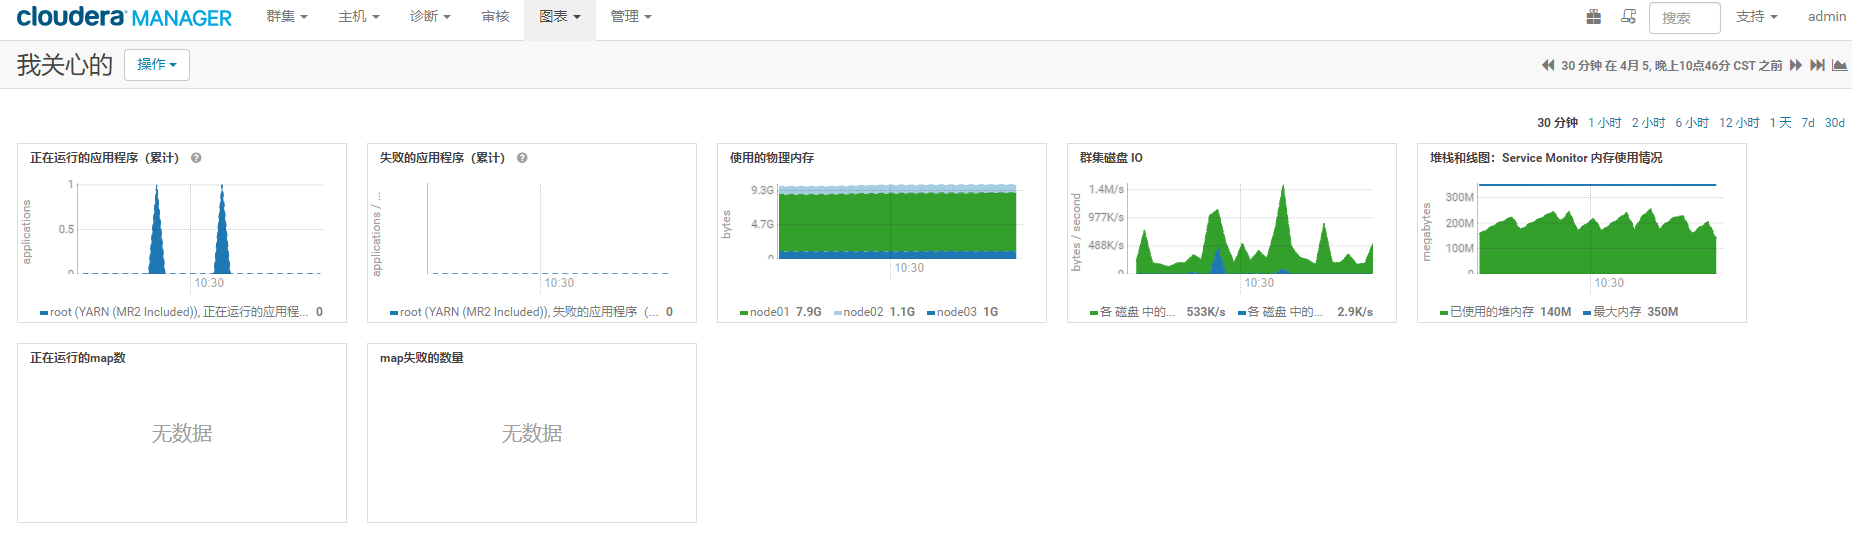 cloudera MANAGER 群集 主机 诊断 审核 图表 管理 搜索 支持 admin
我关心的 操作 30 分钟 在 4月 5, 晚上10点46分 CST 之前
30 分钟 1 小时 2 小时 6 小时 12 小时 1 天 7d 30d
正在运行的应用程序（累计） ?
applications
1
0.5
0
10:30
root (YARN (MR2 Included)), 正在运行的应用程... 0
失败的应用程序（累计） ?
applications / ...
0
10:30
root (YARN (MR2 Included)), 失败的应用程序（... 0
使用的物理内存
bytes
9.3G
4.7G
0
10:30
node01 7.9G node02 1.1G node03 1G
群集磁盘 IO
bytes / second
1.4M/s
977K/s
488K/s
0
10:30
各 磁盘 中的... 533K/s 各 磁盘 中的... 2.9K/s
堆栈和线图：Service Monitor 内存使用情况
megabytes
300M
200M
100M
0
10:30
已使用的堆内存 140M 最大内存 350M
正在运行的map数
无数据
map失败的数量
无数据